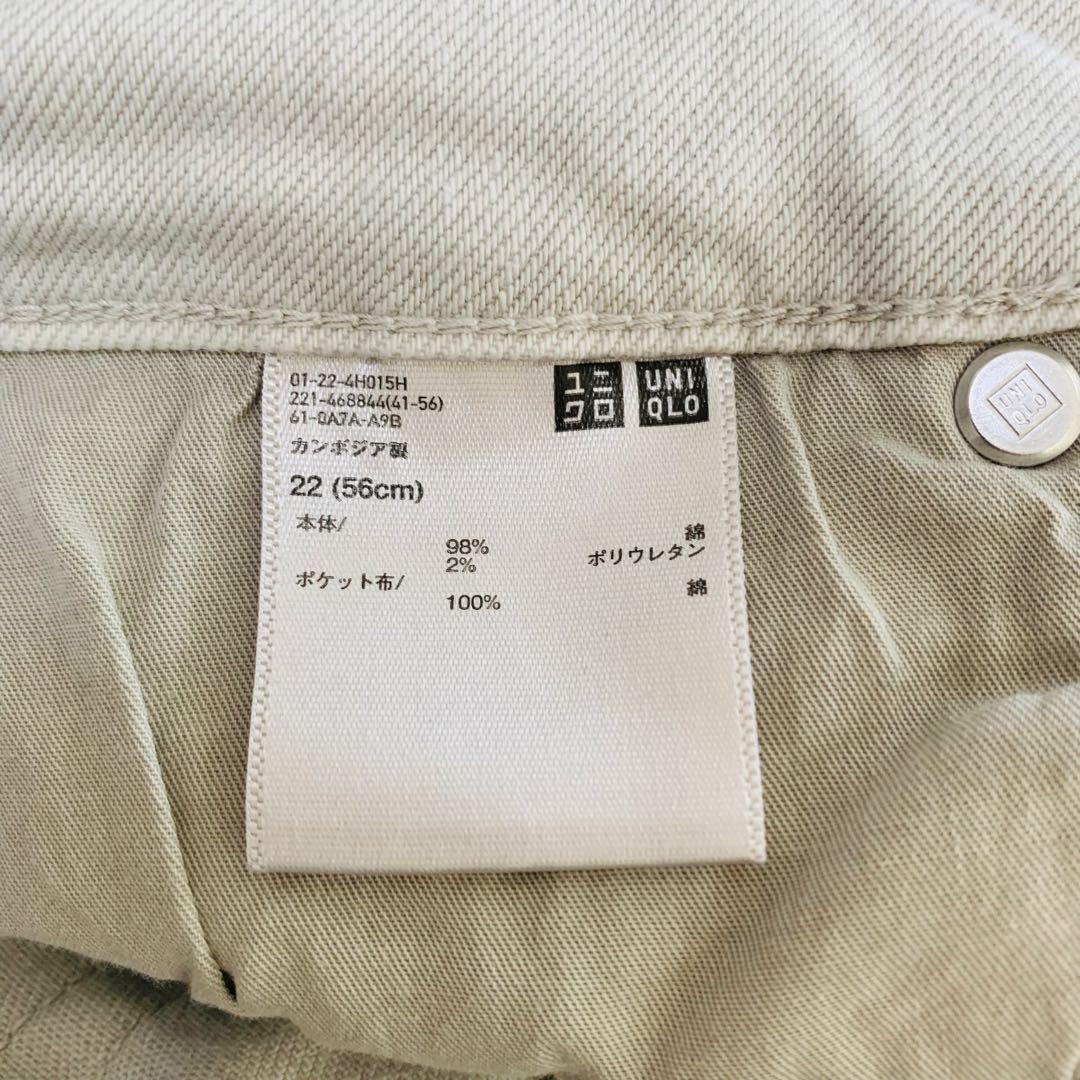 01-22-4H015H
221-468844(41-56)
61-0A7A-A9B
カンボジア製
ユニ
クロ
UNI
QLO
22 (56cm)
本体/
98% 綿
2% ポリウレタン
ポケット布/
100% 綿
UNI
QLO